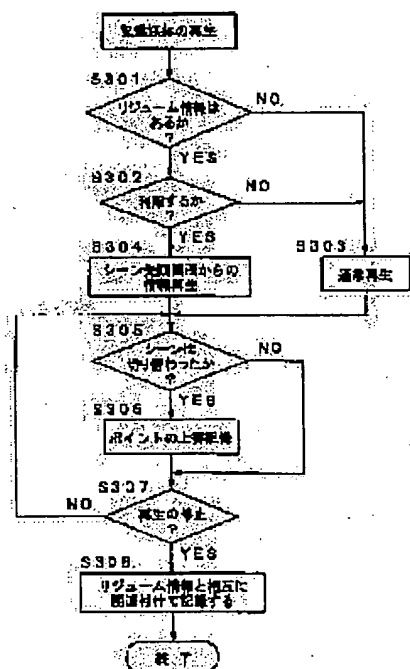 記録媒体の再生
S301
リジューム情報は
あるか
?
NO
YES
S302
利用するか
?
NO
YES
S304
S303
シーン先頭画面からの
情報再生
通常再生
S305
シーンは
切り替わったか
?
NO
YES
S306
ポイントの上書記憶
S307
NO
再生の停止
?
YES
S308
リジューム情報と相互に
関連付けて記録する
終了